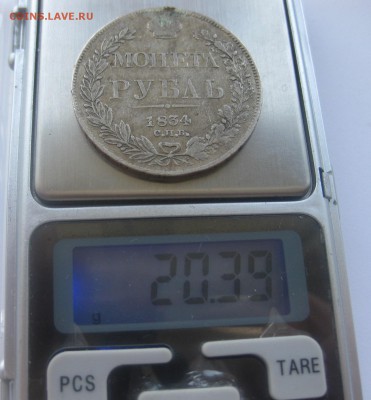 COINS.LAVE.RU
МОНЕТА
РУБЛЬ
1834
С.П.Б.
20.39
PCS
TARE